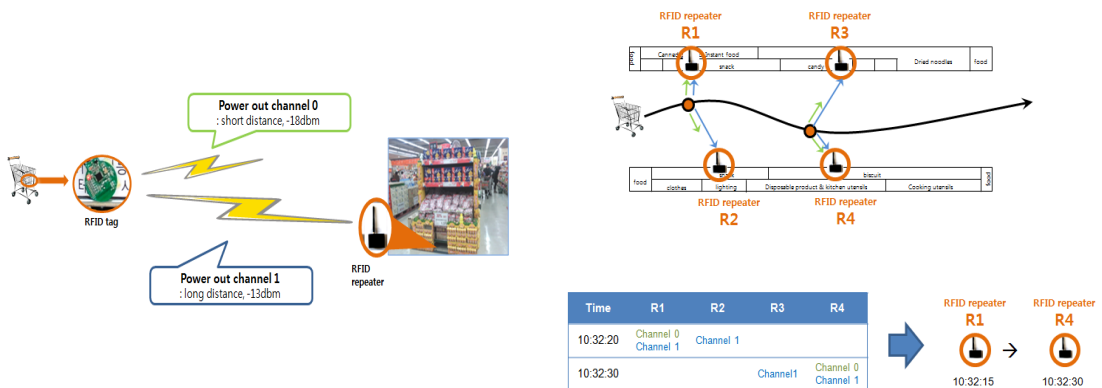 Power out channel 0
: short distance, -18dbm
RFID tag
Power out channel 1
: long distance, -13dbm
RFID
repeater
RFID repeater
R1
RFID repeater
R3
food
Canned
Instant food
snack
candy
Dried noodles
food
food
biscuit
food
clothes
lighting
Disposable product & kitchen utensils
Cooking utensils
RFID repeater
R2
RFID repeater
R4
Time R1 R2 R3 R4
10:32:20 Channel 0 Channel 1
Channel 1
10:32:30 Channel1 Channel 0
Channel 1
RFID repeater
R1
RFID repeater
R4
→
10:32:15
10:32:30